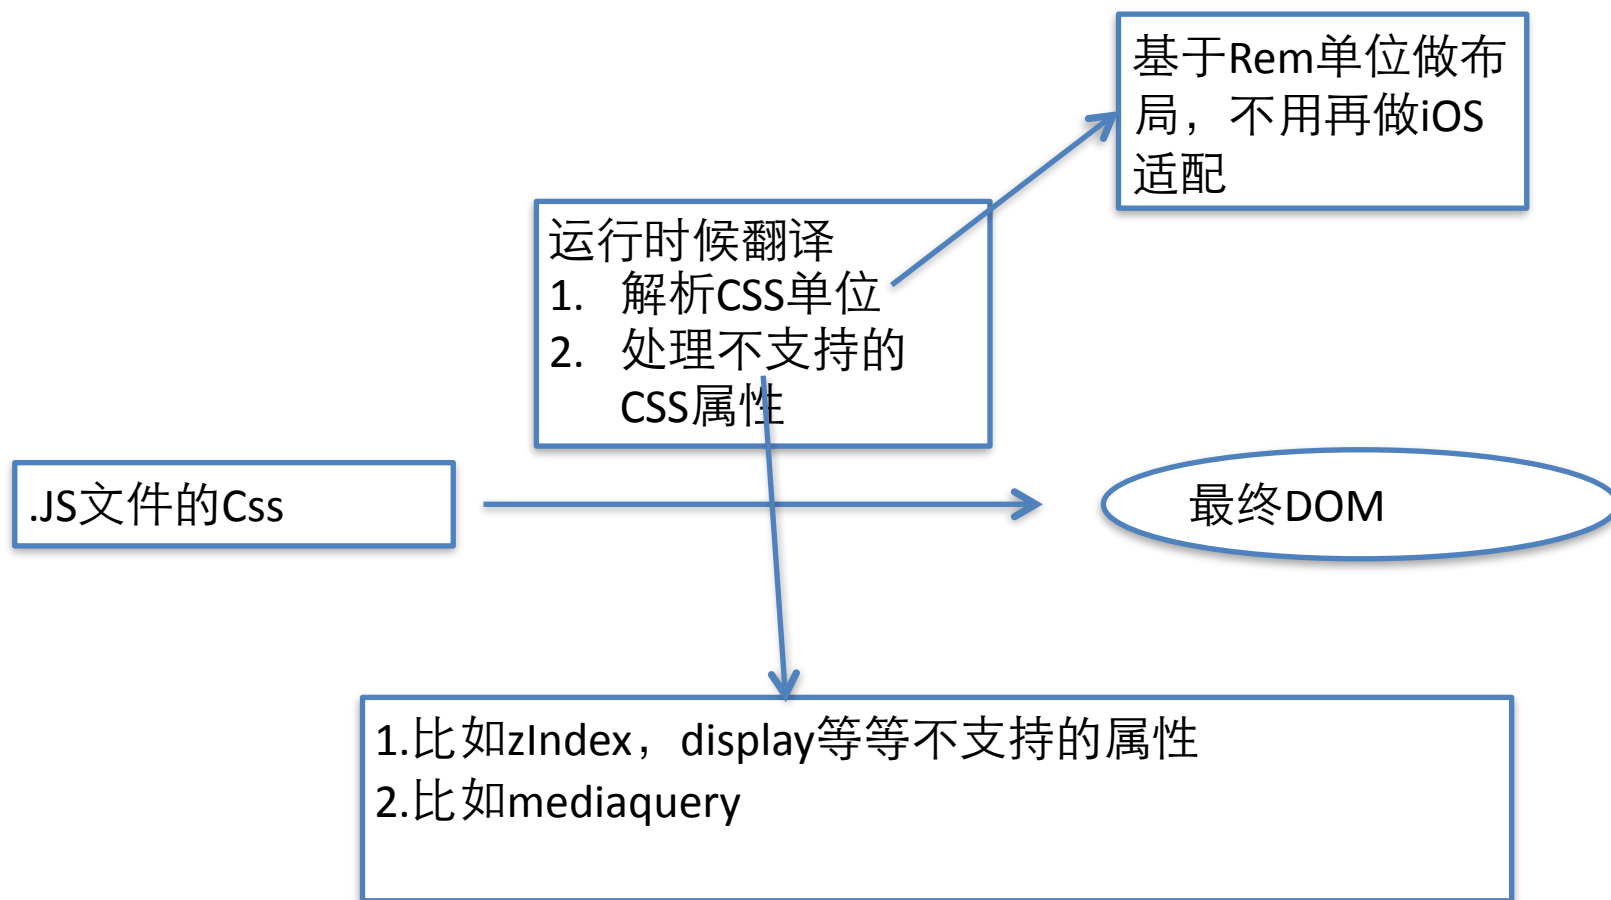 基于Rem单位做布
局，不用再做iOS
适配
运行时候翻译
1. 解析CSS单位
2. 处理不支持的
CSS属性
.JS文件的Css
最终DOM
1.比如zIndex，display等等不支持的属性
2.比如mediaquery